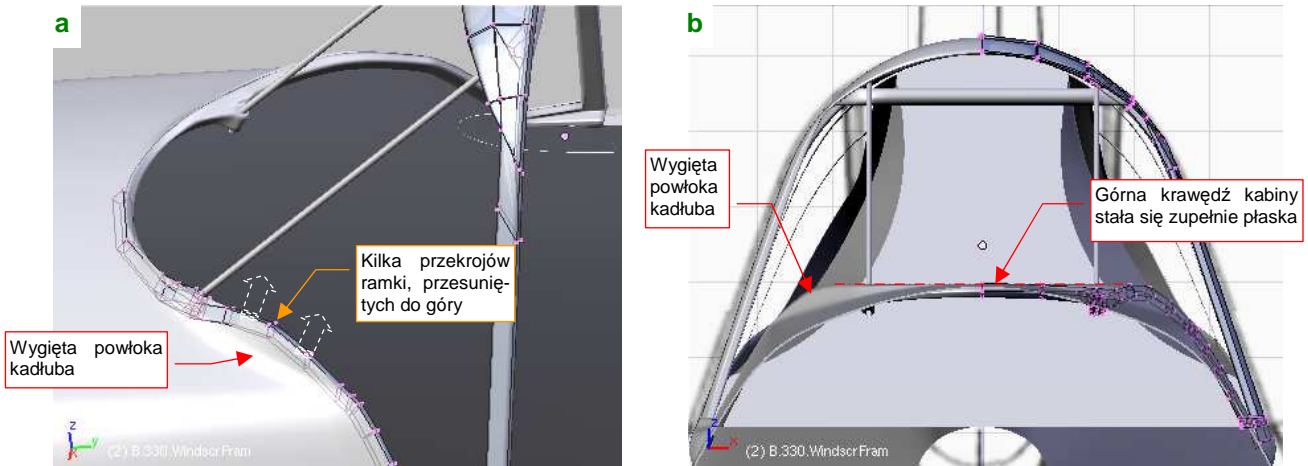 a
Kilka przekrojów
ramki, przesunię-
tych do góry
Wygięta powłoka
kadłuba
z
y
x
(2) B.330.WindscrFram
b
Wygięta
powłoka
kadłuba
Górna krawędź kabiny
stała się zupełnie płaska
z
x
(2) B.330.WindscrFram